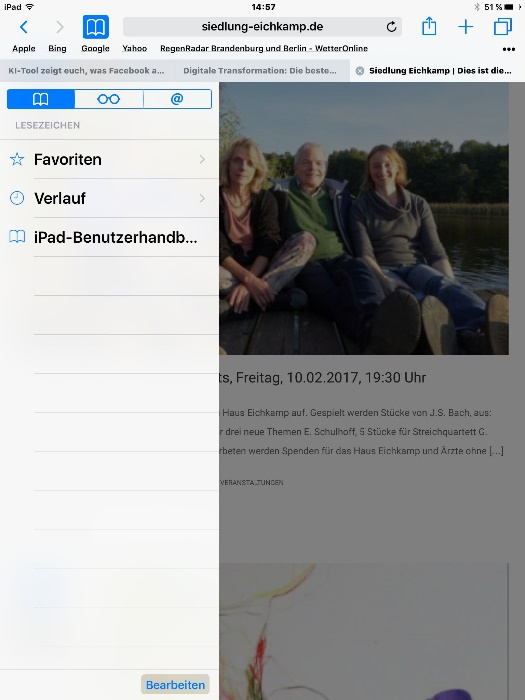 iPad 14:57 51 %
siedlung-eichkamp.de
Apple Bing Google Yahoo RegenRadar Brandenburg und Berlin - WetterOnline •••
KI-Tool zeigt euch, was Facebook a... Digitale Transformation: Die beste... Siedlung Eichkamp | Dies ist die...
@
LESEZEICHEN
Favoriten
Verlauf
iPad-Benutzerhandb...
ts, Freitag, 10.02.2017, 19:30 Uhr
Haus Eichkamp auf. Gespielt werden Stücke von J.S. Bach, aus:
r drei neue Themen E. Schulhoff, 5 Stücke für Streichquartett G.
rbeten werden Spenden für das Haus Eichkamp und Ärzte ohne [...]
VERANSTALTUNGEN
Bearbeiten